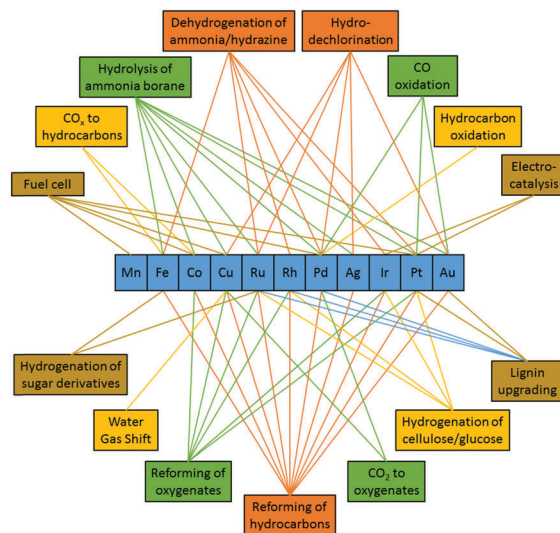 Dehydrogenation of
ammonia/hydrazine
Hydro-
dechlorination
Hydrolysis of
ammonia borane
CO
oxidation
COx to
hydrocarbons
Hydrocarbon
oxidation
Fuel cell
Electro-
catalysis
Mn Fe Co Cu Ru Rh Pd Ag Ir Pt Au
Hydrogenation of
sugar derivatives
Lignin
upgrading
Water
Gas Shift
Hydrogenation of
cellulose/glucose
Reforming of
oxygenates
CO2 to
oxygenates
Reforming of
hydrocarbons